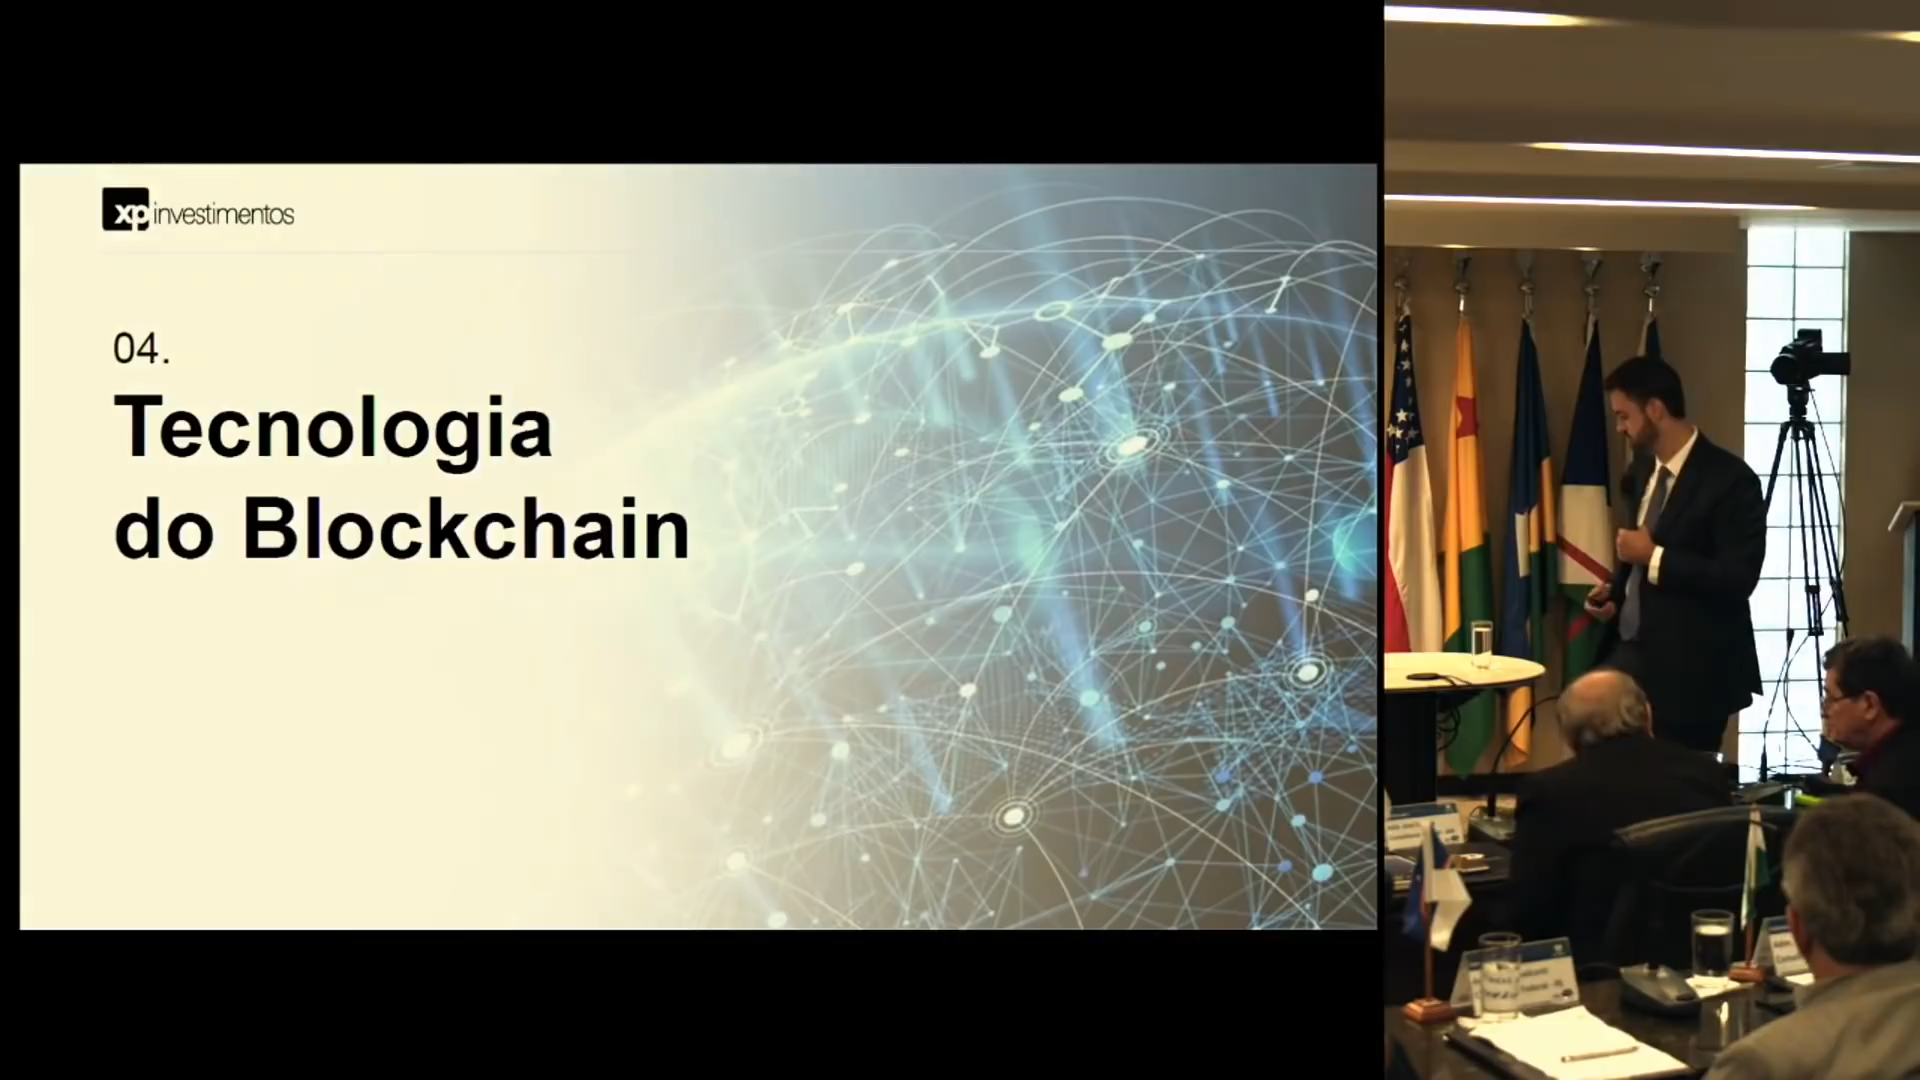 xp investimentos
04.
Tecnologia
do Blockchain